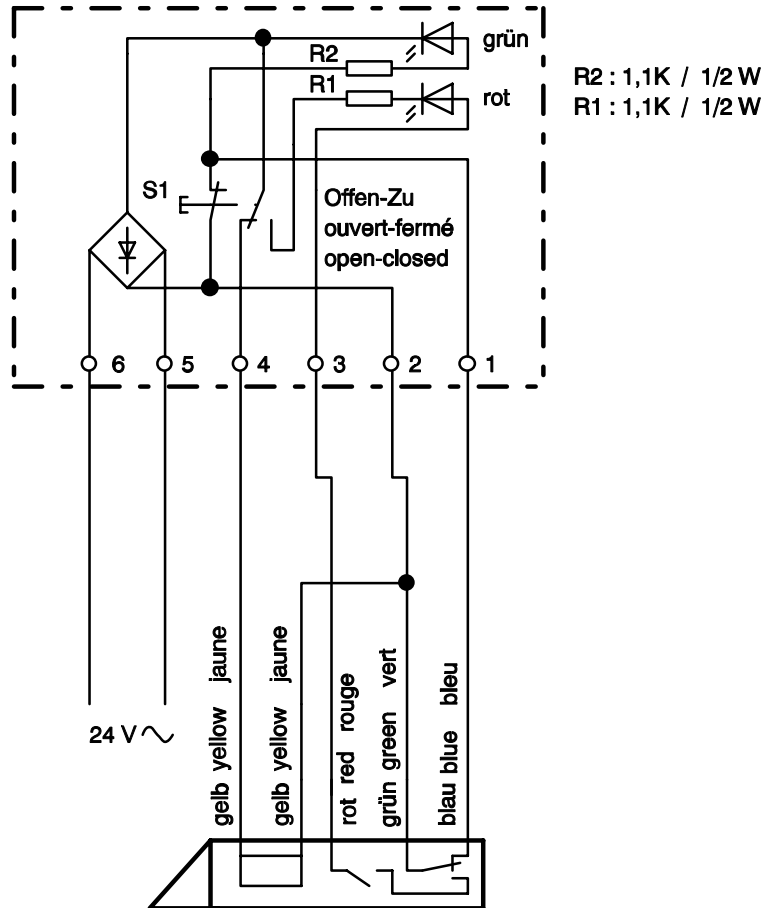 grün
R2
R1
rot
R2 : 1,1K / 1/2 W
R1 : 1,1K / 1/2 W
S1
Offen-Zu
ouvert-fermé
open-closed
6 5 4 3 2 1
24 V
gelb yellow jaune
gelb yellow jaune
rot red rouge
grün green vert
blau blue bleu